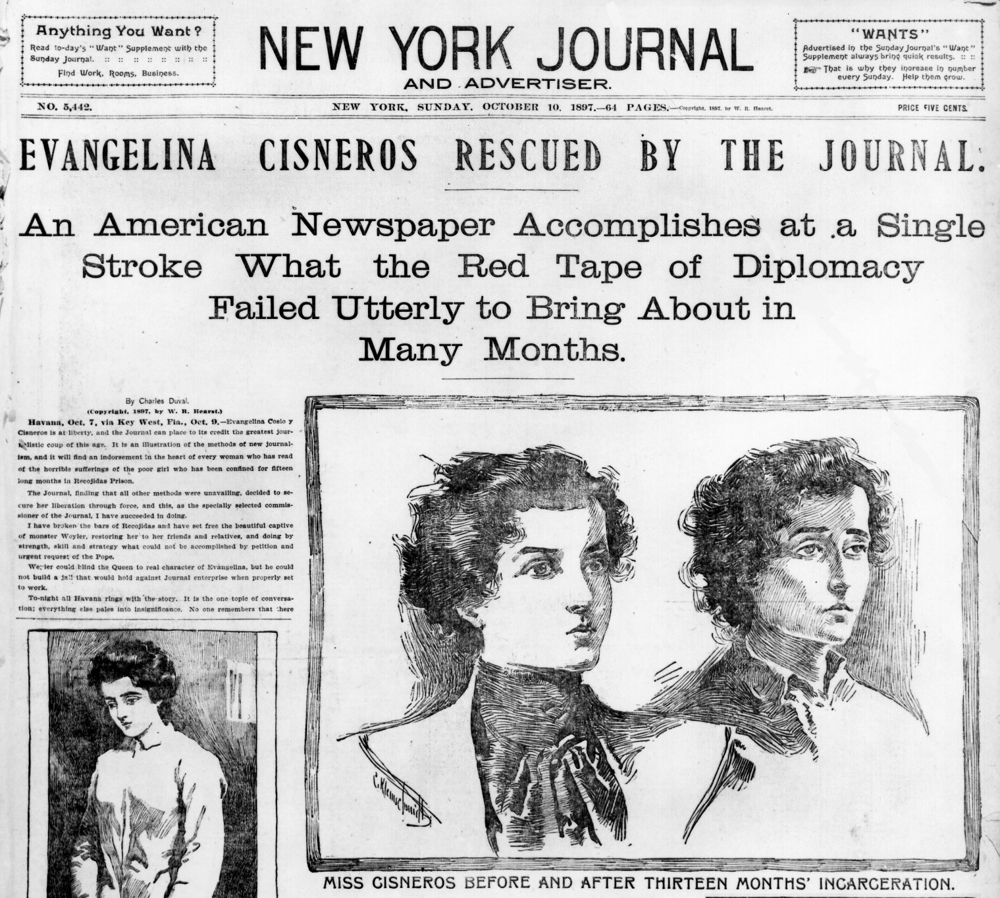 Anything You Want?
Read to-day's "Want" Supplement with the
Sunday Journal. :: :: :: :: :: :: :: ::
Find Work, Rooms, Business.
NEW YORK JOURNAL
AND ADVERTISER.
"WANTS"
Advertised in the Sunday Journal's "Want"
Supplement always bring quick results. :: ::
That is why they increase in number
every Sunday. Help them grow.
NO. 5,442.
NEW YORK, SUNDAY, OCTOBER 10, 1897.—64 PAGES.—Copyright, 1897, by W. R. Hearst.
PRICE FIVE CENTS.
EVANGELINA CISNEROS RESCUED BY THE JOURNAL.
An American Newspaper Accomplishes at a Single
Stroke What the Red Tape of Diplomacy
Failed Utterly to Bring About in
Many Months.
By Charles Duval.
(Copyright, 1897, by W. R. Hearst.)
Havana, Oct. 7, via Key West, Fla., Oct. 9.—Evangelina Cosio y
Cisneros is at liberty, and the Journal can place to its credit the greatest jour-
nalistic coup of this age. It is an illustration of the methods of new journal-
ism, and it will find an indorsement in the heart of every woman who has read
of the horrible sufferings of the poor girl who has been confined for fifteen
long months in Recojidas Prison.
The Journal, finding that all other methods were unavailing, decided to se-
cure her liberation through force, and this, as the specially selected commis-
sioner of the Journal, I have succeeded in doing.
I have broken the bars of Recojidas and have set free the beautiful captive
of monster Weyler, restoring her to her friends and relatives, and doing by
strength, skill and strategy what could not be accomplished by petition and
urgent request of the Pope.
Weyler could blind the Queen to real character of Evangelina, but he could
not build a jail that would hold against Journal enterprise when properly set
to work.
To-night all Havana rings with the story. It is the one topic of conversa-
tion; everything else pales into insignificance. No one remembers that there
C. Kleinschmidt
MISS CISNEROS BEFORE AND AFTER THIRTEEN MONTHS' INCARCERATION.